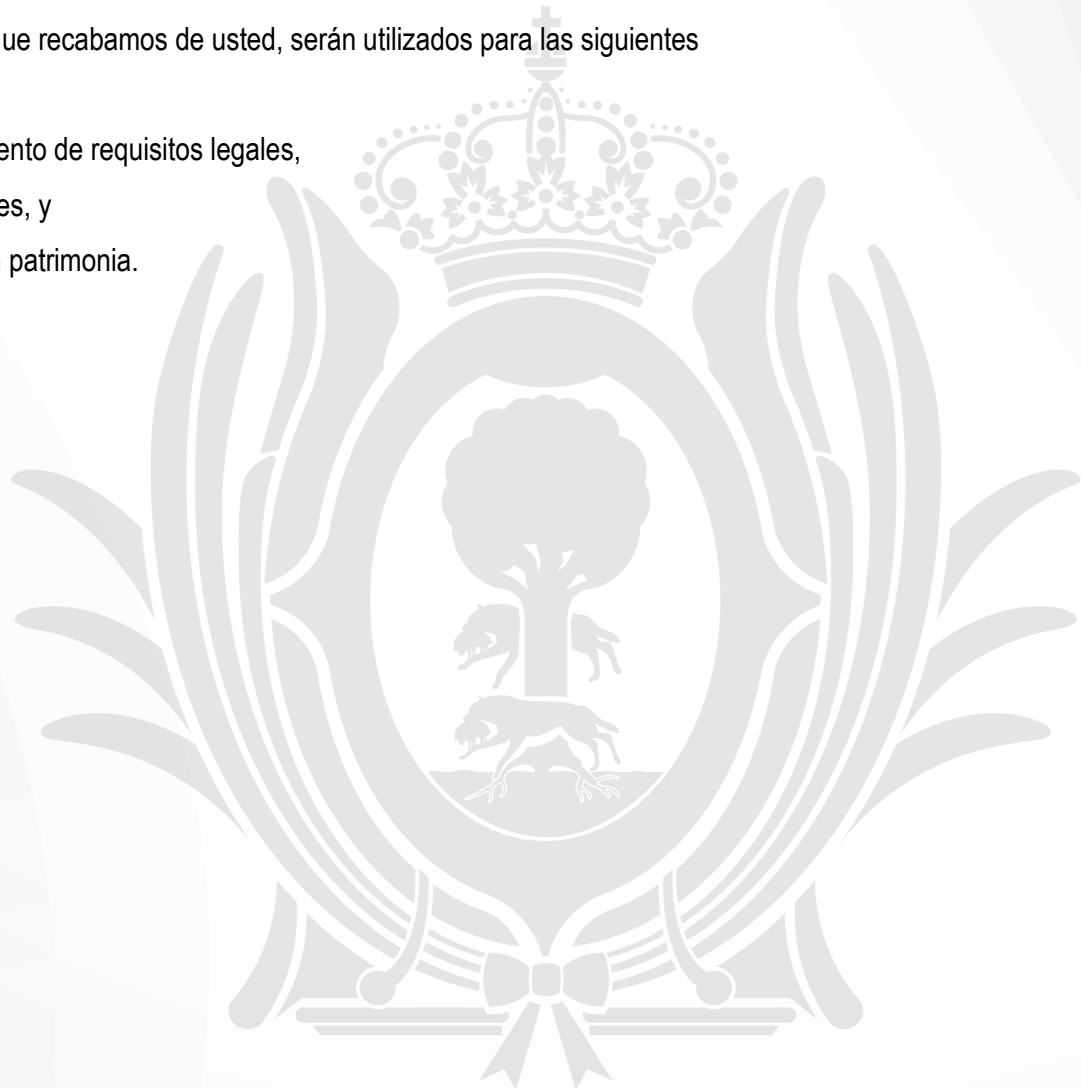 ue recabamos de usted, serán utilizados para las siguientes
ento de requisitos legales,
es, y
patrimonia.